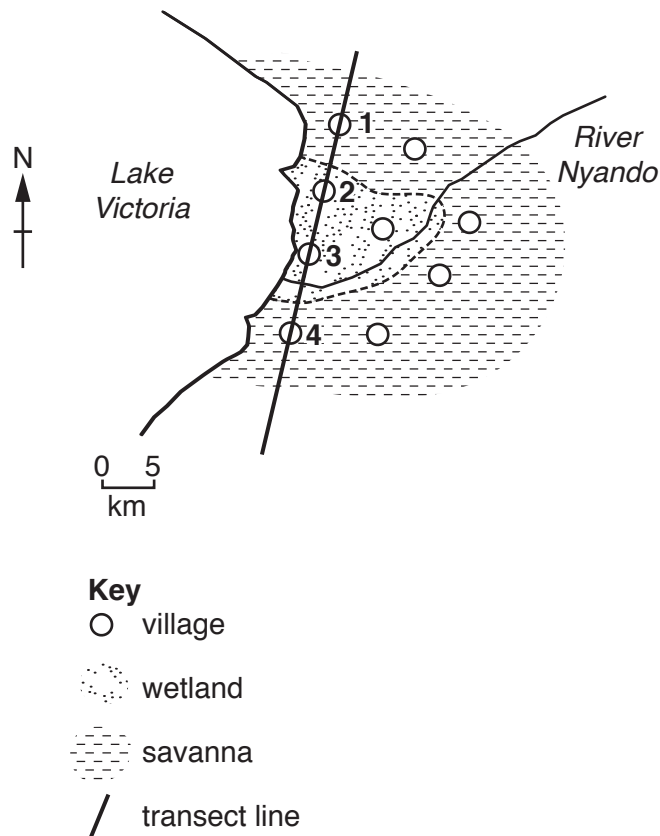 1
River
Nyando
N
Lake
Victoria
2
3
4
0 5
km
Key
village
wetland
savanna
transect line